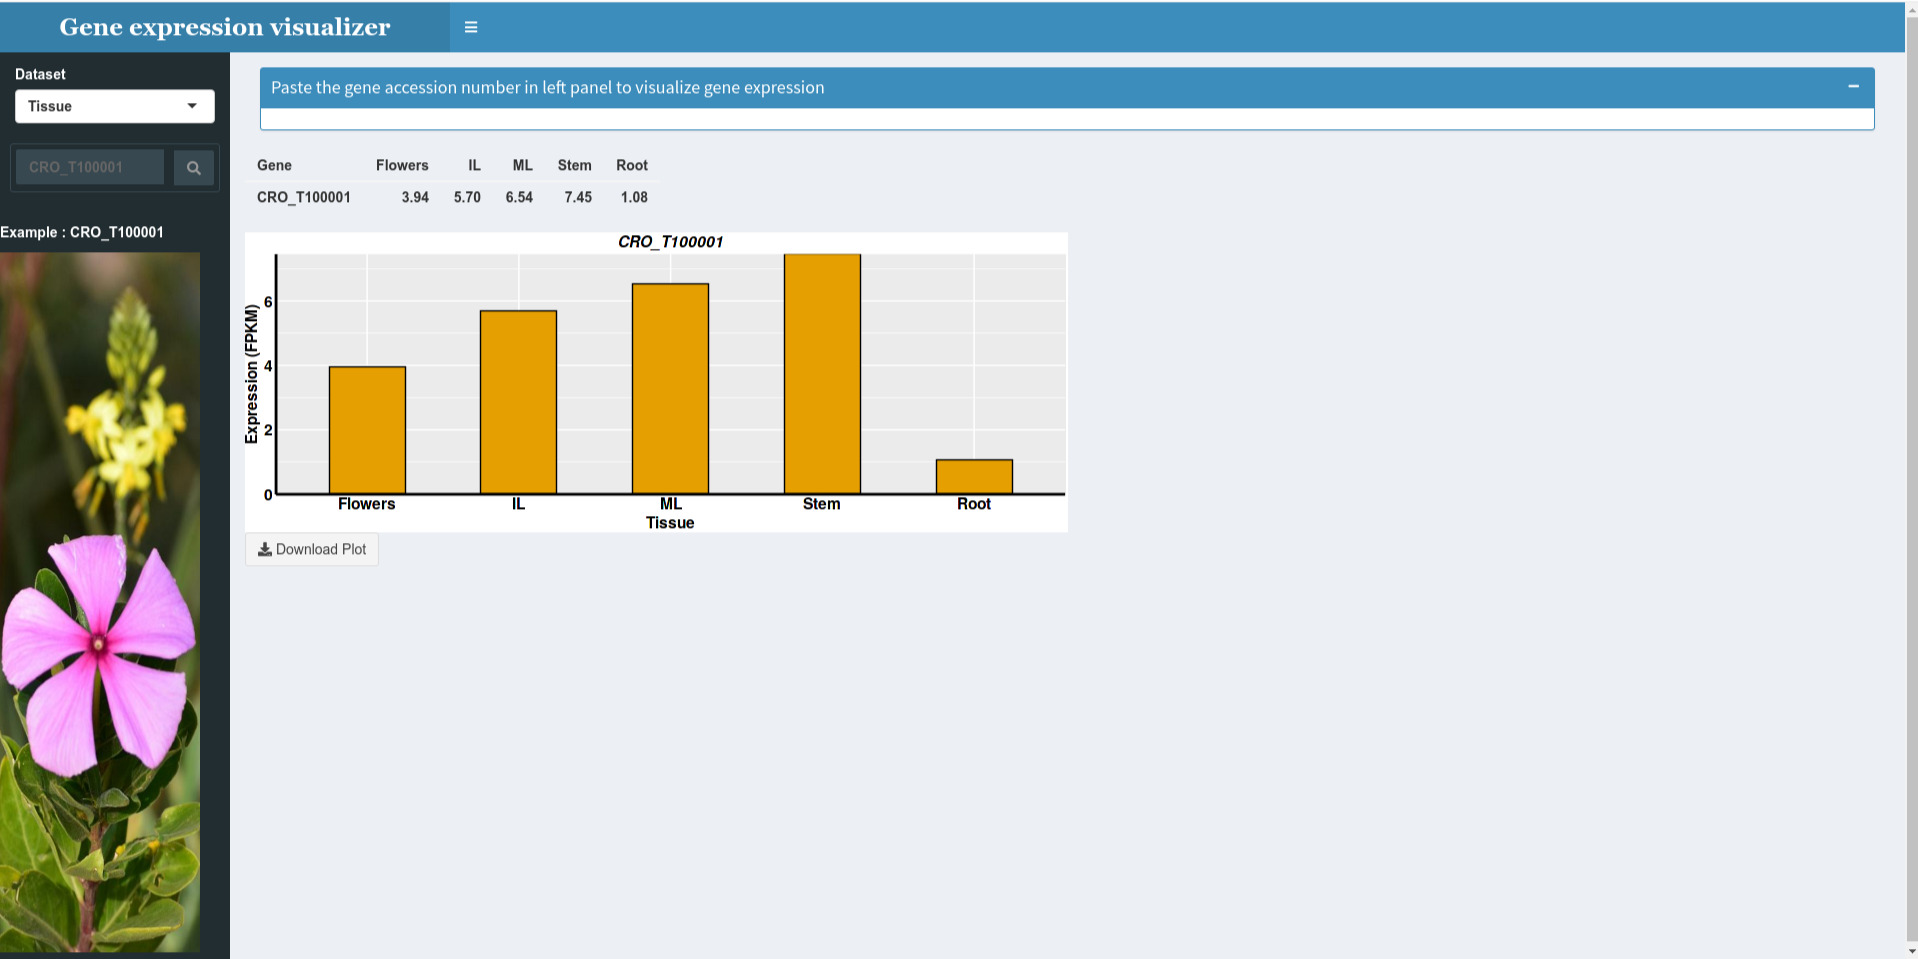 Gene expression visualizer
Dataset
Tissue
CRO_T100001
Example : CRO_T100001
Paste the gene accession number in left panel to visualize gene expression
Gene Flowers IL ML Stem Root
CRO_T100001 3.94 5.70 6.54 7.45 1.08
CRO_T100001
Expression (FPKM)
6
4
2
0
Flowers IL ML Stem Root
Tissue
Download Plot